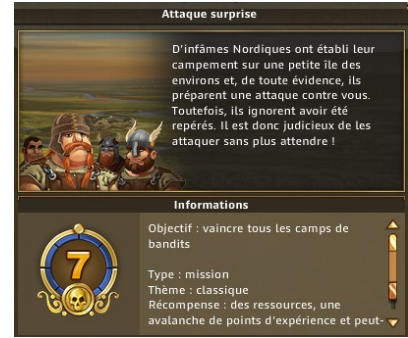 Attaque surprise
D'infâmes Nordiques ont établi leur
campement sur une petite île des
environs et, de toute évidence, ils
préparent une attaque contre vous.
Toutefois, ils ignorent avoir été
repérés. Il est donc judicieux de les
attaquer sans plus attendre !
Informations
7
Objectif : vaincre tous les camps de
bandits
Type : mission
Thème : classique
Récompense : des ressources, une
avalanche de points d'expérience et peut-